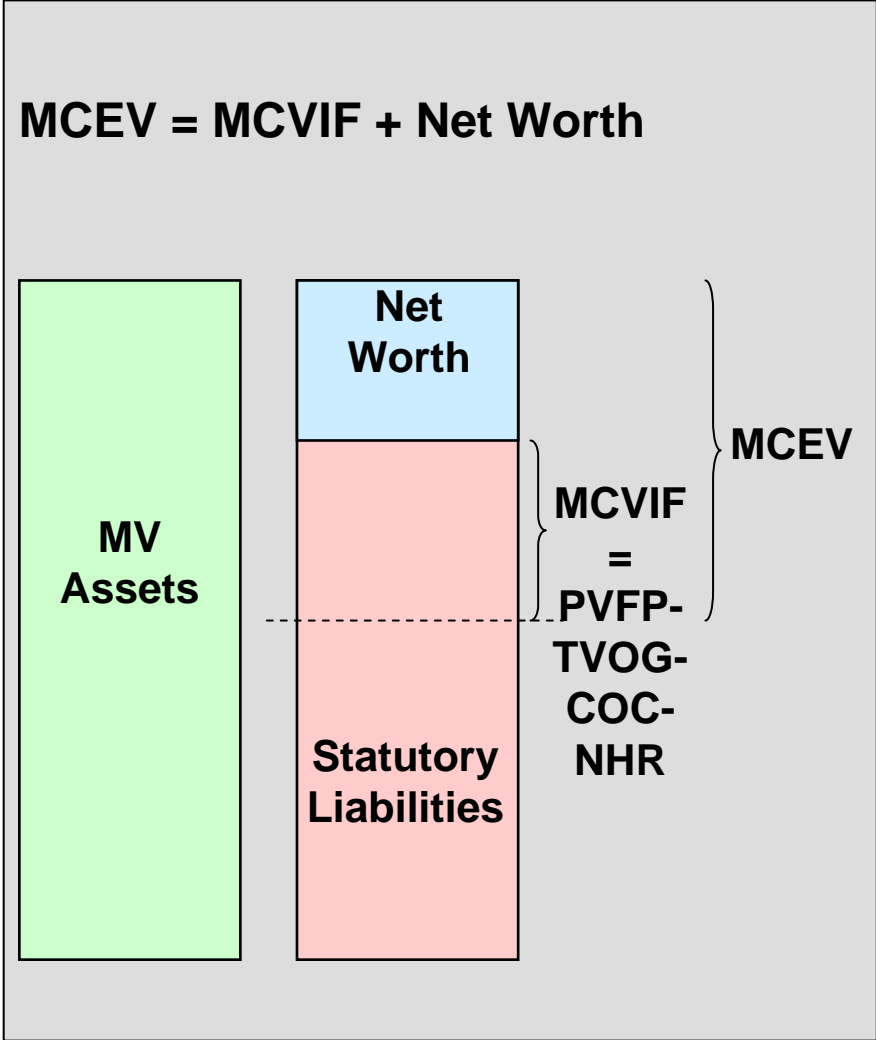 MCEV = MCVIF + Net Worth
Net
Worth
MV
Assets
Statutory
Liabilities
MCVIF
=
PVFP-
TVOG-
COC-
NHR
MCEV